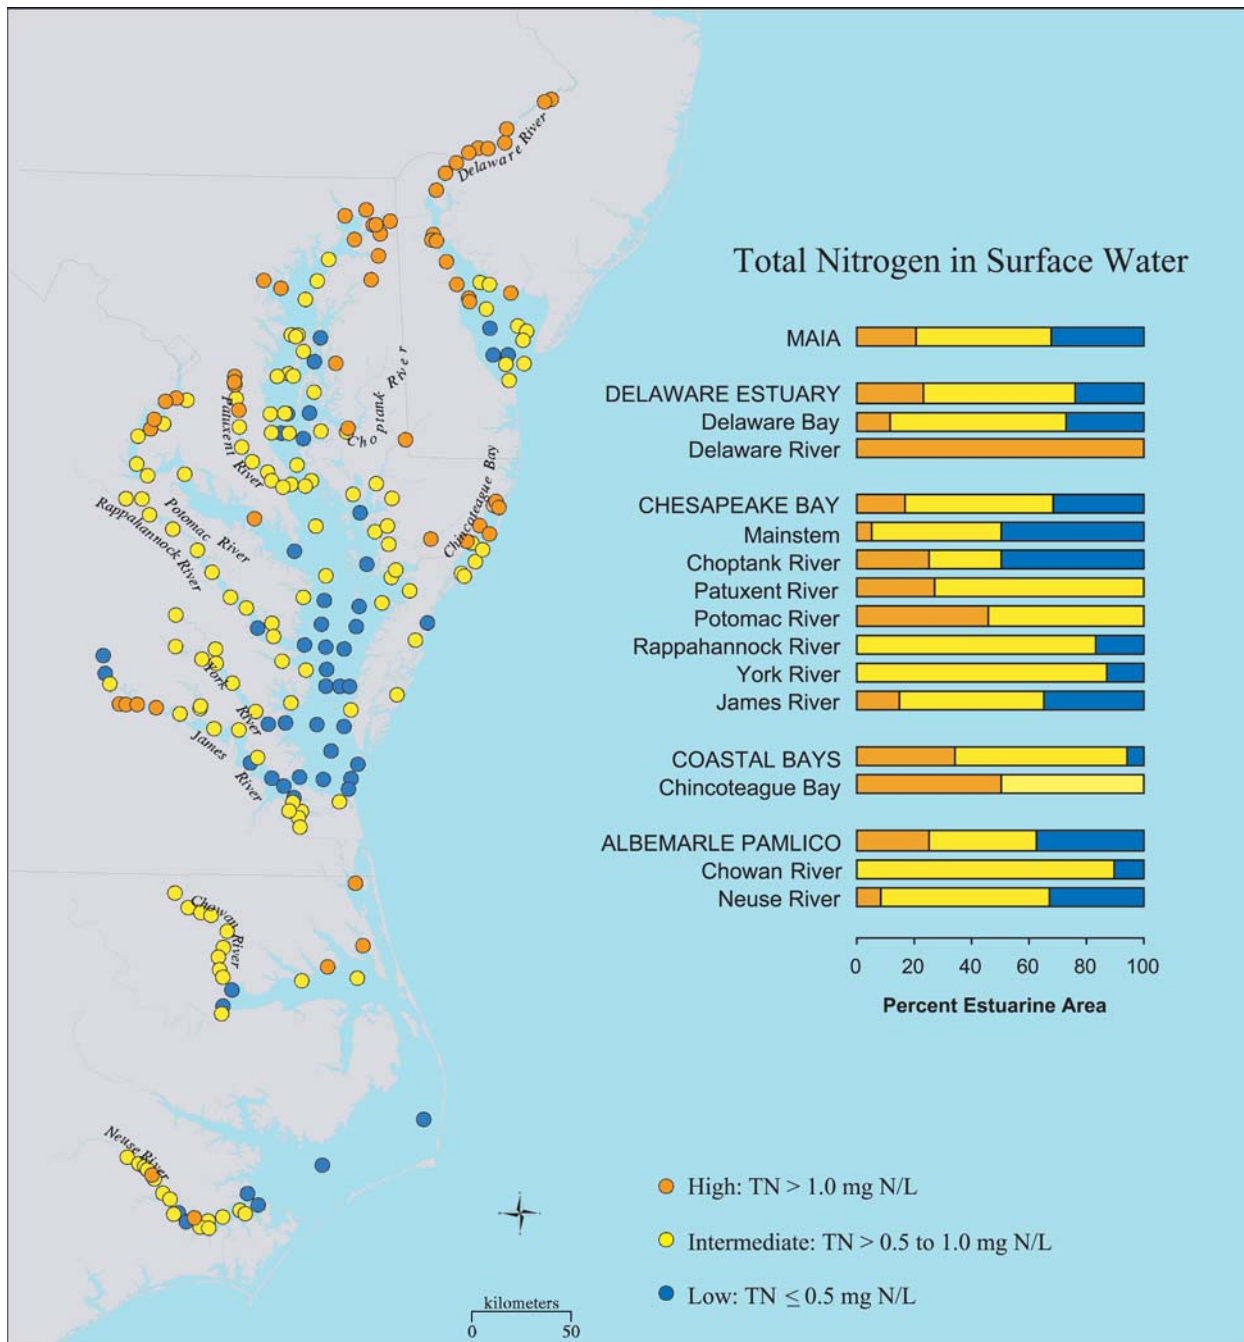 Delaware River
Total Nitrogen in Surface Water
MAIA
DELAWARE ESTUARY
Delaware Bay
Delaware River
CHESAPEAKE BAY
Mainstem
Choptank River
Patuxent River
Potomac River
Rappahannock River
York River
James River
COASTAL BAYS
Chincoteague Bay
ALBEMARLE PAMLICO
Chowan River
Neuse River
0 20 40 60 80 100
Percent Estuarine Area
Choptank River
Patuxent River
Chincoteague Bay
Potomac River
Rappahannock River
York River
James River
Chowan River
Neuse River
High: TN > 1.0 mg N/L
Intermediate: TN > 0.5 to 1.0 mg N/L
Low: TN ≤ 0.5 mg N/L
kilometers
0 50